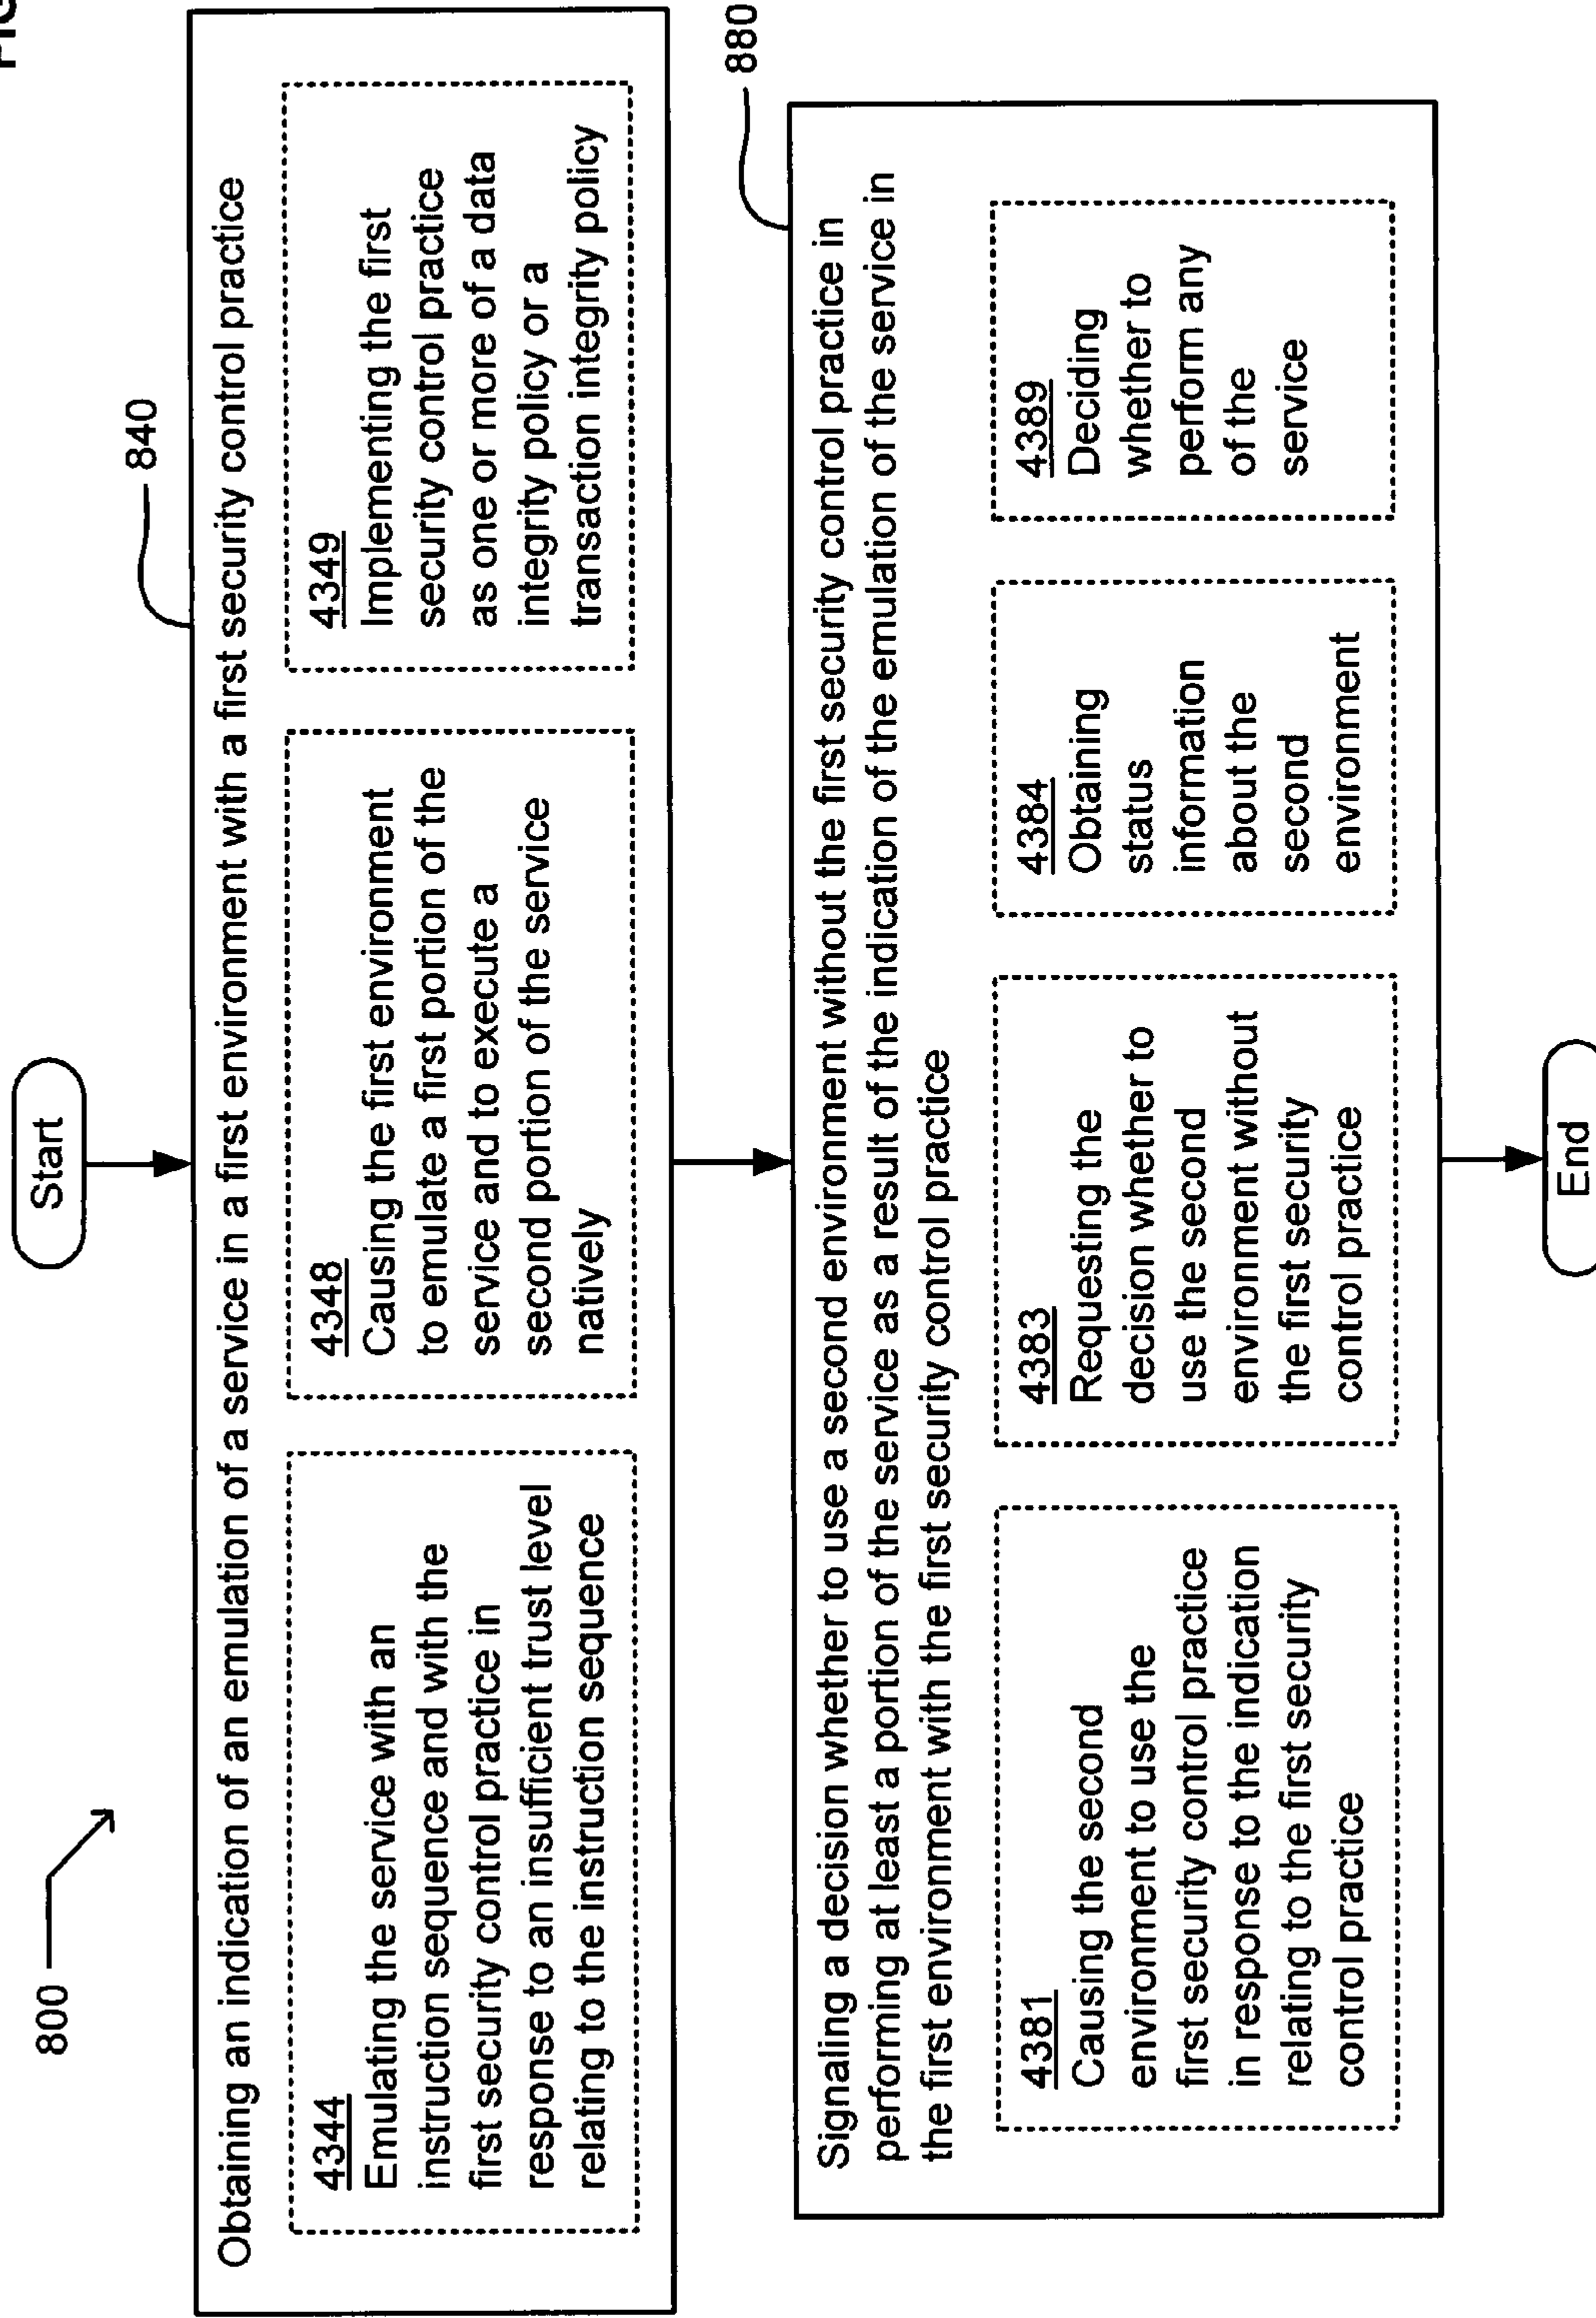 FIG
800
Start
840
Obtaining an indication of an emulation of a service in a first environment with a first security control practice
4344
Emulating the service with an
instruction sequence and with the
first security control practice in
response to an insufficient trust level
relating to the instruction sequence
4348
Causing the first environment
to emulate a first portion of the
service and to execute a
second portion of the service
natively
4349
Implementing the first
security control practice
as one or more of a data
integrity policy or a
transaction integrity policy
880
Signaling a decision whether to use a second environment without the first security control practice in
performing at least a portion of the service as a result of the indication of the emulation of the service in
the first environment with the first security control practice
4381
Causing the second
environment to use the
first security control practice
in response to the indication
relating to the first security
control practice
4383
Requesting the
decision whether to
use the second
environment without
the first security
control practice
4384
Obtaining
status
information
about the
second
environment
4389
Deciding
whether to
perform any
of the
service
End